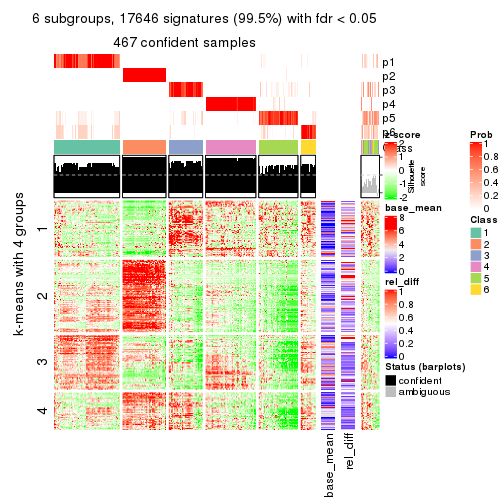 6 subgroups, 17646 signatures (99.5%) with fdr < 0.05
467 confident samples
p1
p2
p3
p4
p5
p6
Class
Silhouette
score
k-means with 4 groups
1
2
3
4
base_mean
rel_diff
z_score
2
1
0
-1
-2
base_mean
8
6
4
2
0
rel_diff
1
0.8
0.6
0.4
0.2
0
Status (barplots)
confident
ambiguous
Prob
1
0.8
0.6
0.4
0.2
0
Class
1
2
3
4
5
6